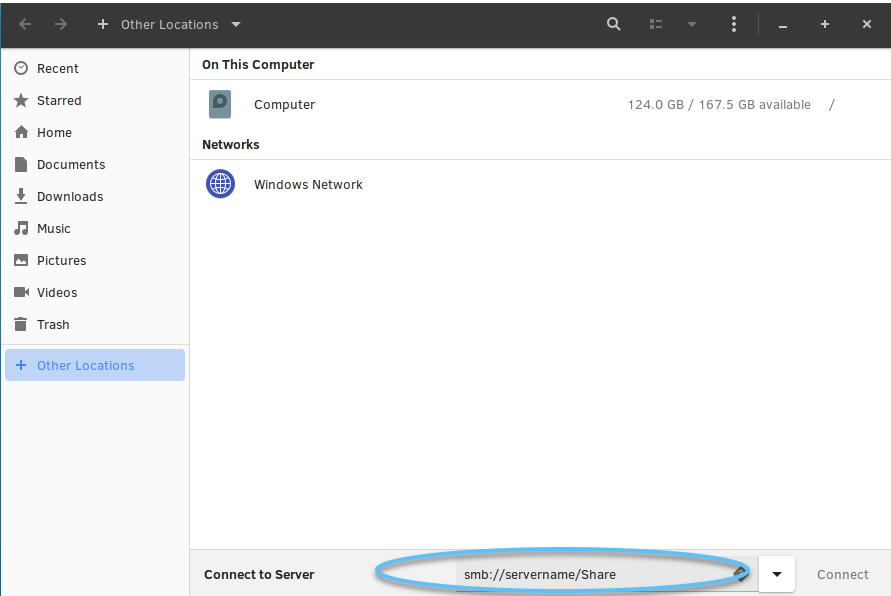 Other Locations
Recent
Starred
Home
Documents
Downloads
Music
Pictures
Videos
Trash
Other Locations
On This Computer
Computer 124.0 GB / 167.5 GB available /
Networks
Windows Network
Connect to Server smb://servername/Share Connect